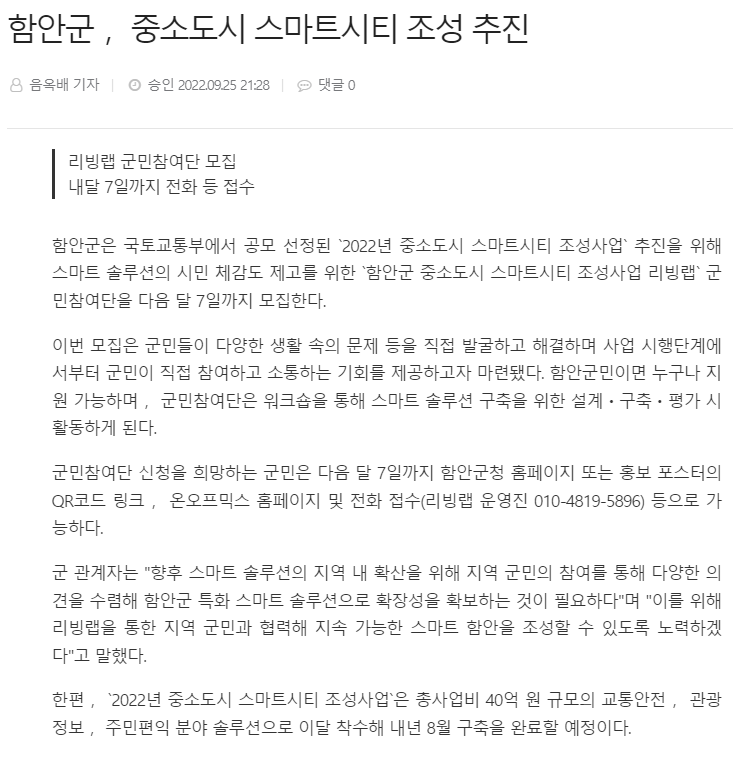 함안군 , 중소도시 스마트시티 조성 추진
음옥배 기자 승인 2022.09.25 21:28 댓글 0
리빙랩 군민참여단 모집
내달 7일까지 전화 등 접수
함안군은 국토교통부에서 공모 선정된 `2022년 중소도시 스마트시티 조성사업` 추진을 위해
스마트 솔루션의 시민 체감도 제고를 위한 `함안군 중소도시 스마트시티 조성사업 리빙랩` 군
민참여단을 다음 달 7일까지 모집한다.
이번 모집은 군민들이 다양한 생활 속의 문제 등을 직접 발굴하고 해결하며 사업 시행단계에
서부터 군민이 직접 참여하고 소통하는 기회를 제공하고자 마련됐다. 함안군민이면 누구나 지
원 가능하며 , 군민참여단은 워크숍을 통해 스마트 솔루션 구축을 위한 설계·구축·평가 시
활동하게 된다.
군민참여단 신청을 희망하는 군민은 다음 달 7일까지 함안군청 홈페이지 또는 홍보 포스터의
QR코드 링크 , 온오프믹스 홈페이지 및 전화 접수(리빙랩 운영진 010-4819-5896) 등으로 가
능하다.
군 관계자는 "향후 스마트 솔루션의 지역 내 확산을 위해 지역 군민의 참여를 통해 다양한 의
견을 수렴해 함안군 특화 스마트 솔루션으로 확장성을 확보하는 것이 필요하다"며 "이를 위해
리빙랩을 통한 지역 군민과 협력해 지속 가능한 스마트 함안을 조성할 수 있도록 노력하겠
다"고 말했다.
한편 , `2022년 중소도시 스마트시티 조성사업`은 총사업비 40억 원 규모의 교통안전 , 관광
정보 , 주민편익 분야 솔루션으로 이달 착수해 내년 8월 구축을 완료할 예정이다.